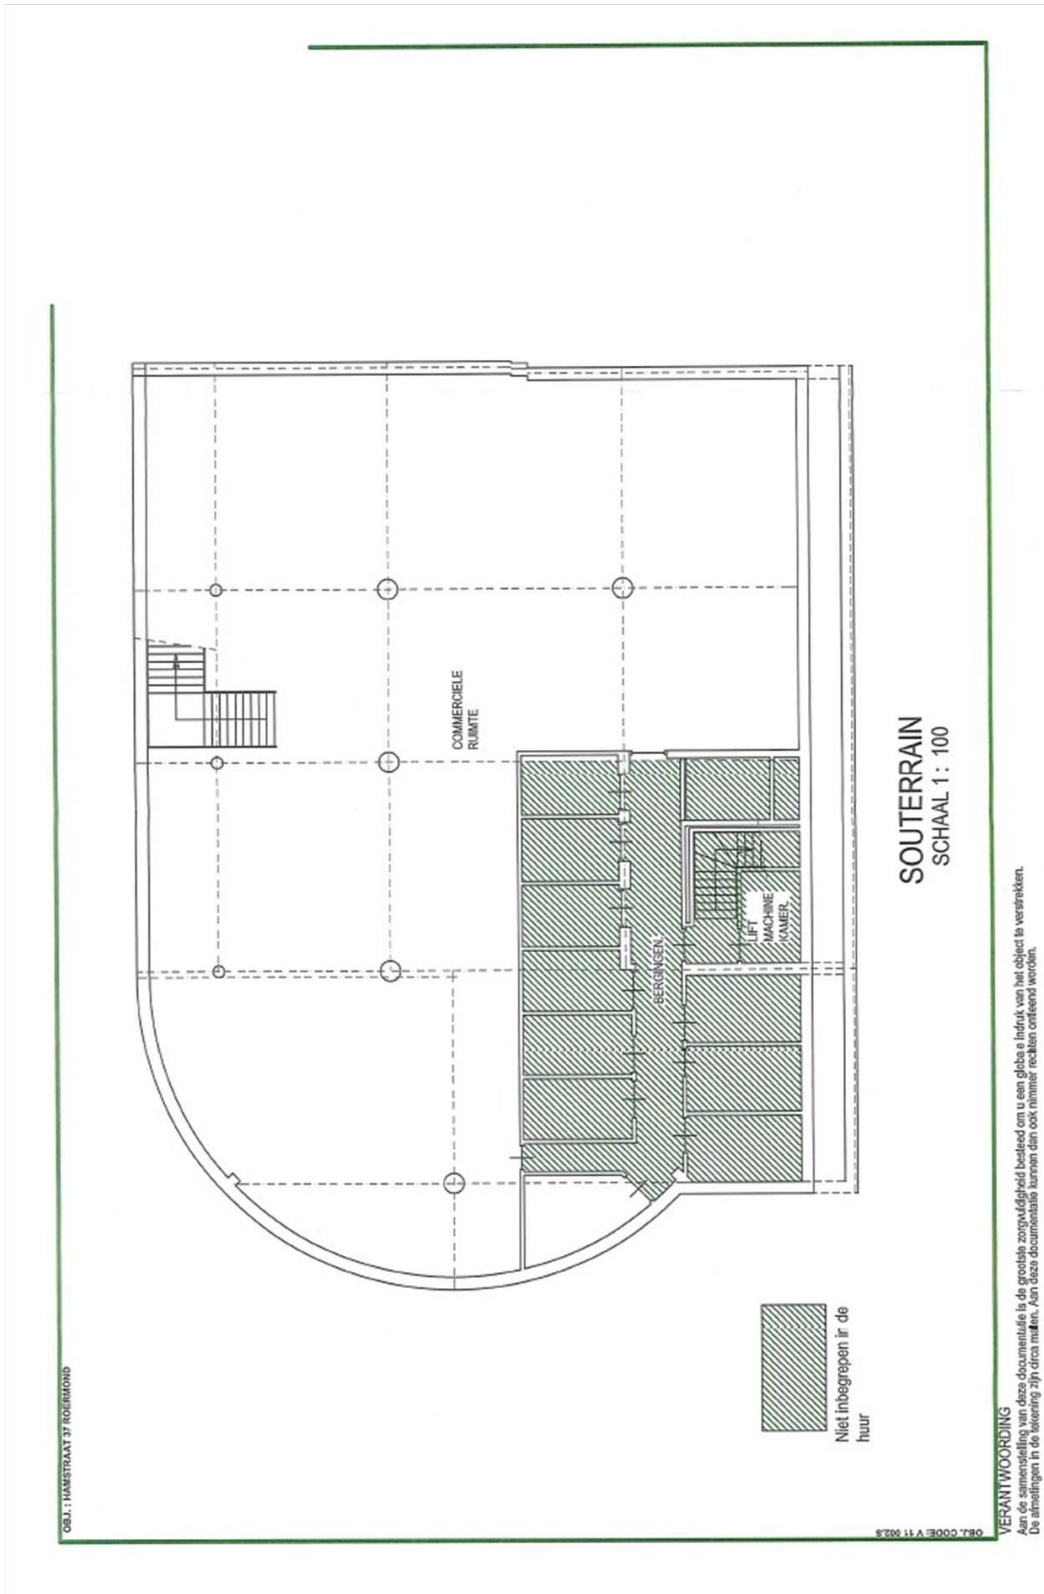 OBJ. : HAMSTRAAT 37 ROERMOND
COMMERCIELE
RUIMTE
BERGINGEN.
LIFT
MACHINE
KAMER.
Niet inbegrepen in de
huur
SOUTERRAIN
SCHAAL 1 : 100
OBJ. CODE: V 11 002.S
VERANTWOORDING
Aan de samenstelling van deze documentatie is de grootste zorgvuldigheid besteed om u een globa e indruk van het object te verstrekken.
De afmetingen in de tekening zijn circa maten. Aan deze documentatie kunnen dan ook nimmer rechten ontleend worden.